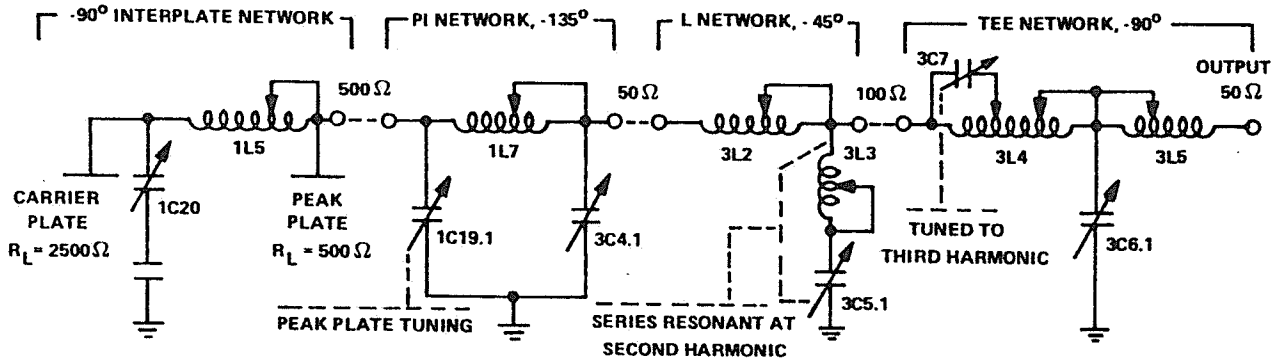 -90° INTERPLATE NETWORK
PI NETWORK, -135°
L NETWORK, - 45°
TEE NETWORK, -90°
3C7
OUTPUT
50 Ω
500 Ω
50 Ω
100 Ω
1L5
1L7
3L2
3L3
3L4
3L5
CARRIER
PLATE
R_L = 2500 Ω
1C20
PEAK
PLATE
R_L = 500 Ω
1C19.1
3C4.1
3C5.1
3C6.1
TUNED TO
THIRD HARMONIC
PEAK PLATE TUNING
SERIES RESONANT AT
SECOND HARMONIC